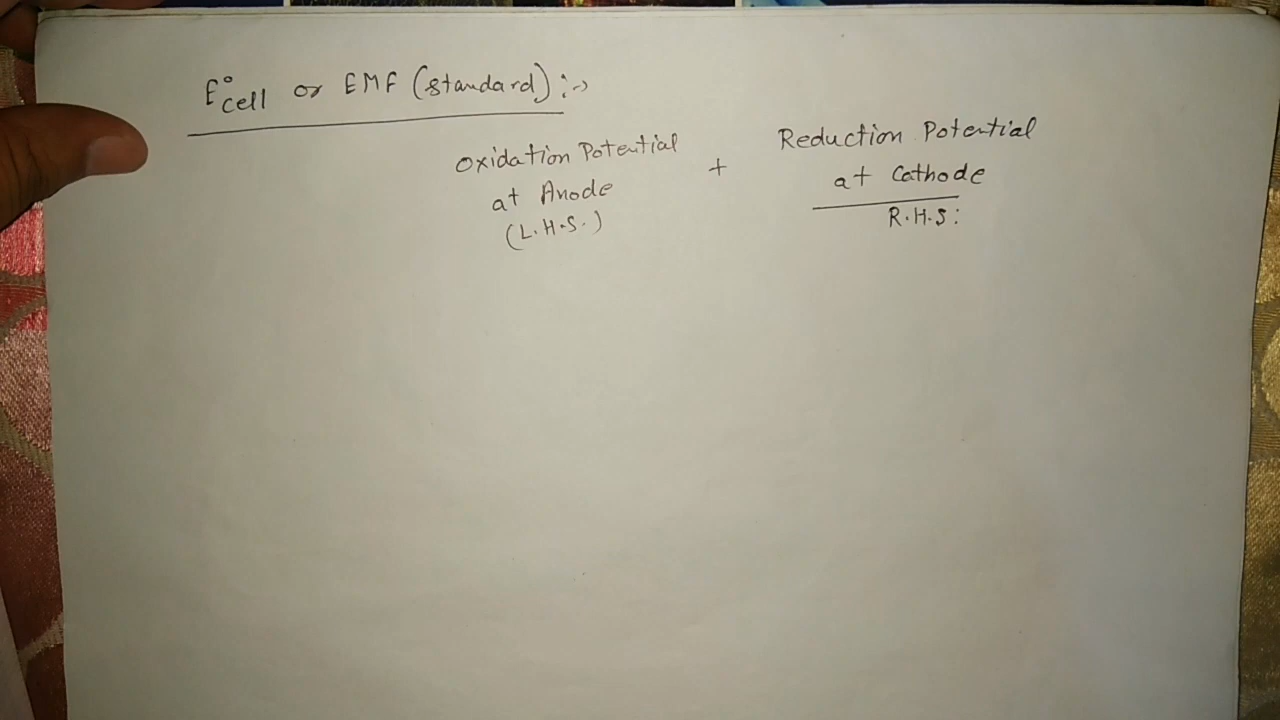 E°cell or EMF (standard) :→
Oxidation Potential + Reduction Potential
at Anode at Cathode
(L.H.S.) R.H.S: